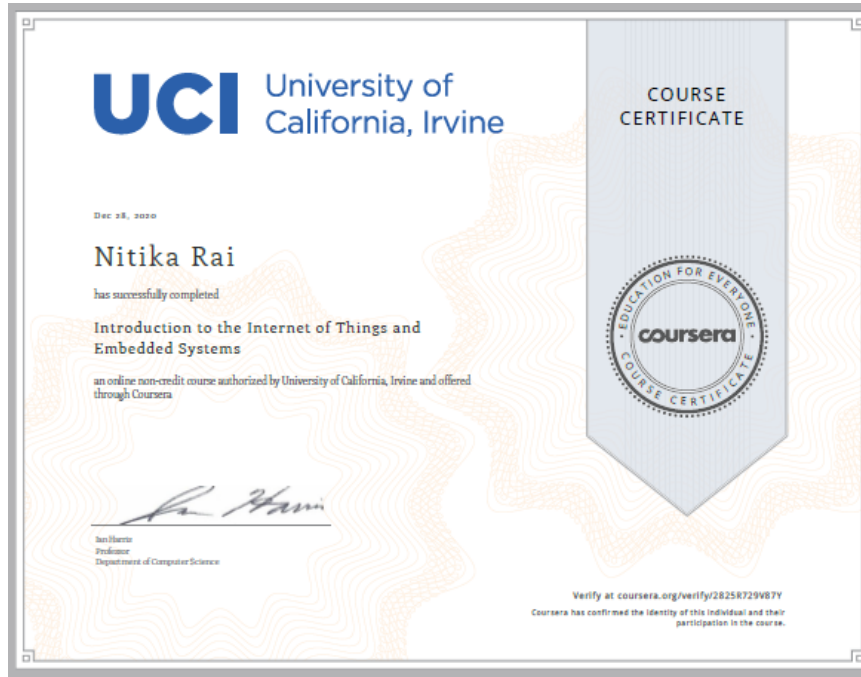 UCI University of
California, Irvine
COURSE
CERTIFICATE
Dec 28, 2020
Nitika Rai
has successfully completed
Introduction to the Internet of Things and
Embedded Systems
an online non-credit course authorized by University of California, Irvine and offered
through Coursera
EDUCATION FOR EVERYONE
coursera
COURSE CERTIFICATE
Ian Harris
Ian Harris
Professor
Department of Computer Science
Verify at coursera.org/verify/2825R729V87Y
Coursera has confirmed the identity of this individual and their
participation in the course.